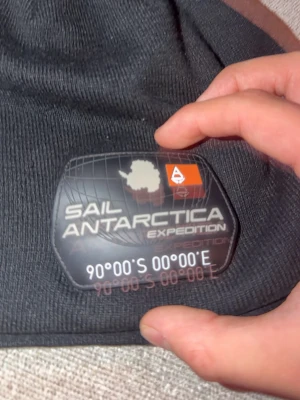 SAIL
ANTARCTICA
EXPEDITION
90°00'S 00°00'E